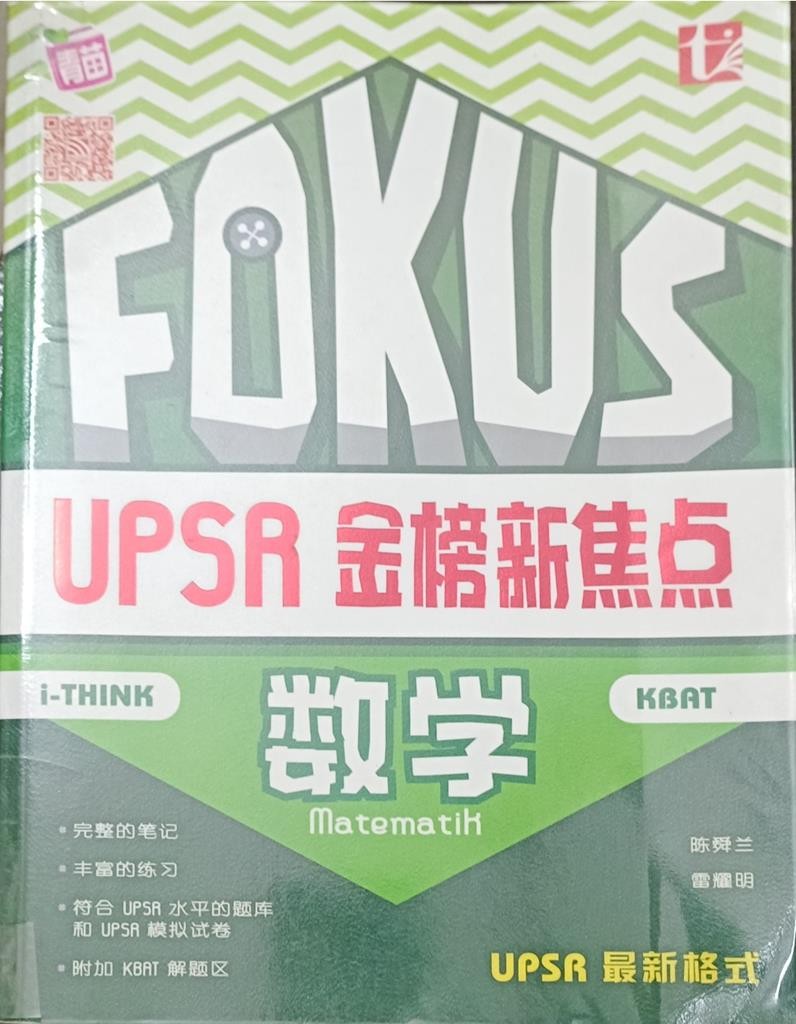 青苗
FOKUS
UPSR 金榜新焦点
i-THINK
KBAT
数学
Matematik
▪ 完整的笔记
▪ 丰富的练习
▪ 符合 UPSR 水平的题库
和 UPSR 模拟试卷
▪ 附加 KBAT 解题区
陈舜兰
雷耀明
UPSR 最新格式